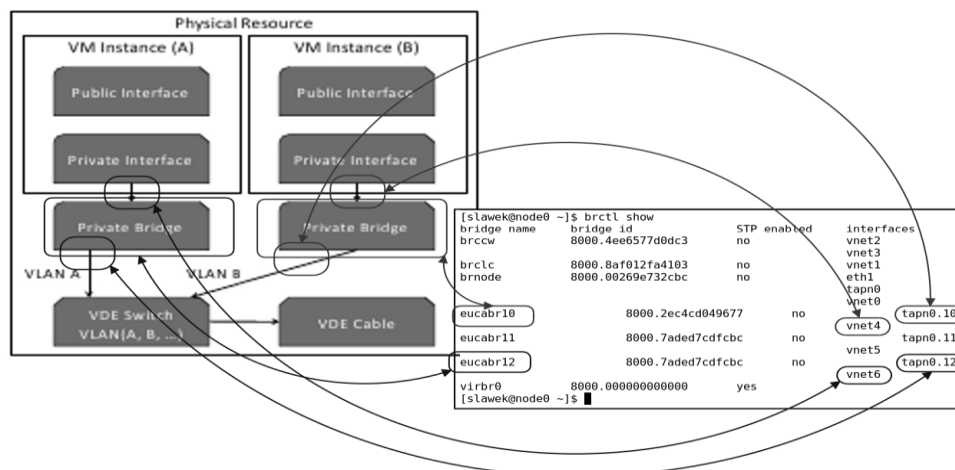 Physical Resource
VM Instance (A)
VM Instance (B)
Public Interface
Public Interface
Private Interface
Private Interface
Private Bridge
Private Bridge
VLAN A
VLAN B
VDE Switch
VLAN(A, B, ...)
VDE Cable
[slawek@node0 ~]$ brctl show
bridge name bridge id STP enabled interfaces
brccw 8000.4ee6577d0dc3 no vnet2
vnet3
brclc 8000.8af012fa4103 no vnet1
brnode 8000.00269e732cbc no eth1
tapn0
vnet0
eucabr10 8000.2ec4cd049677 no tapn0.10
vnet4
eucabr11 8000.7aded7cdfcbc no tapn0.11
vnet5
eucabr12 8000.7aded7cdfcbc no tapn0.12
vnet6
virbr0 8000.000000000000 yes
[slawek@node0 ~]$